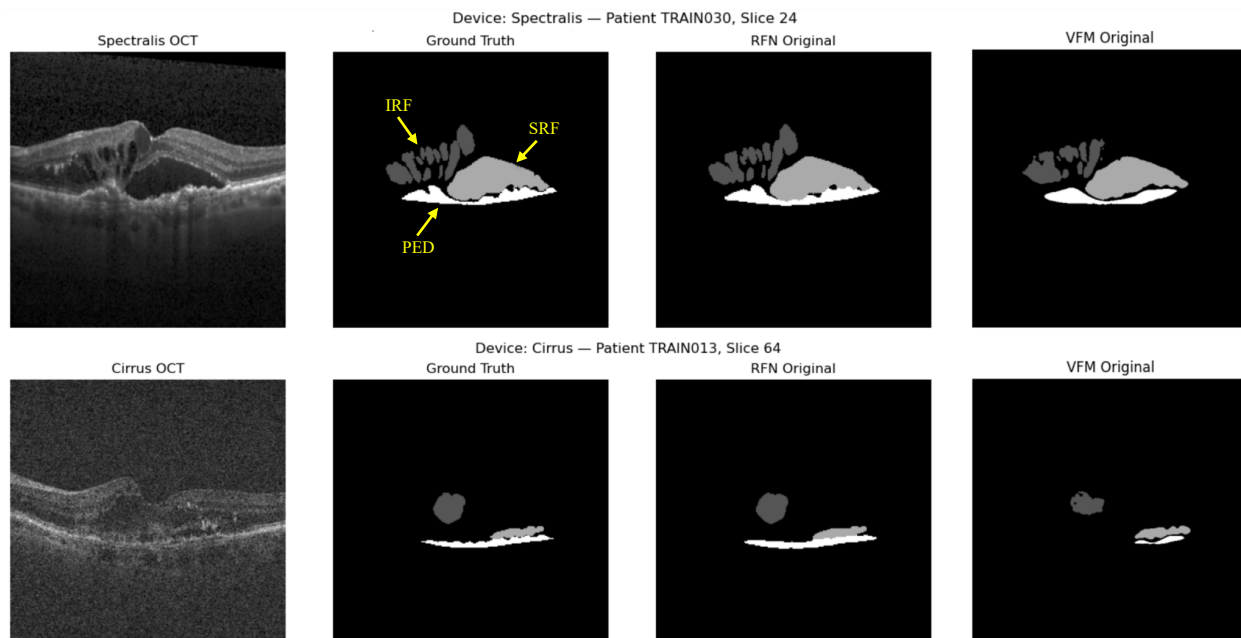 Device: Spectralis — Patient TRAIN030, Slice 24
Spectralis OCT
Ground Truth
RFN Original
VFM Original
IRF
SRF
PED
Device: Cirrus — Patient TRAIN013, Slice 64
Cirrus OCT
Ground Truth
RFN Original
VFM Original